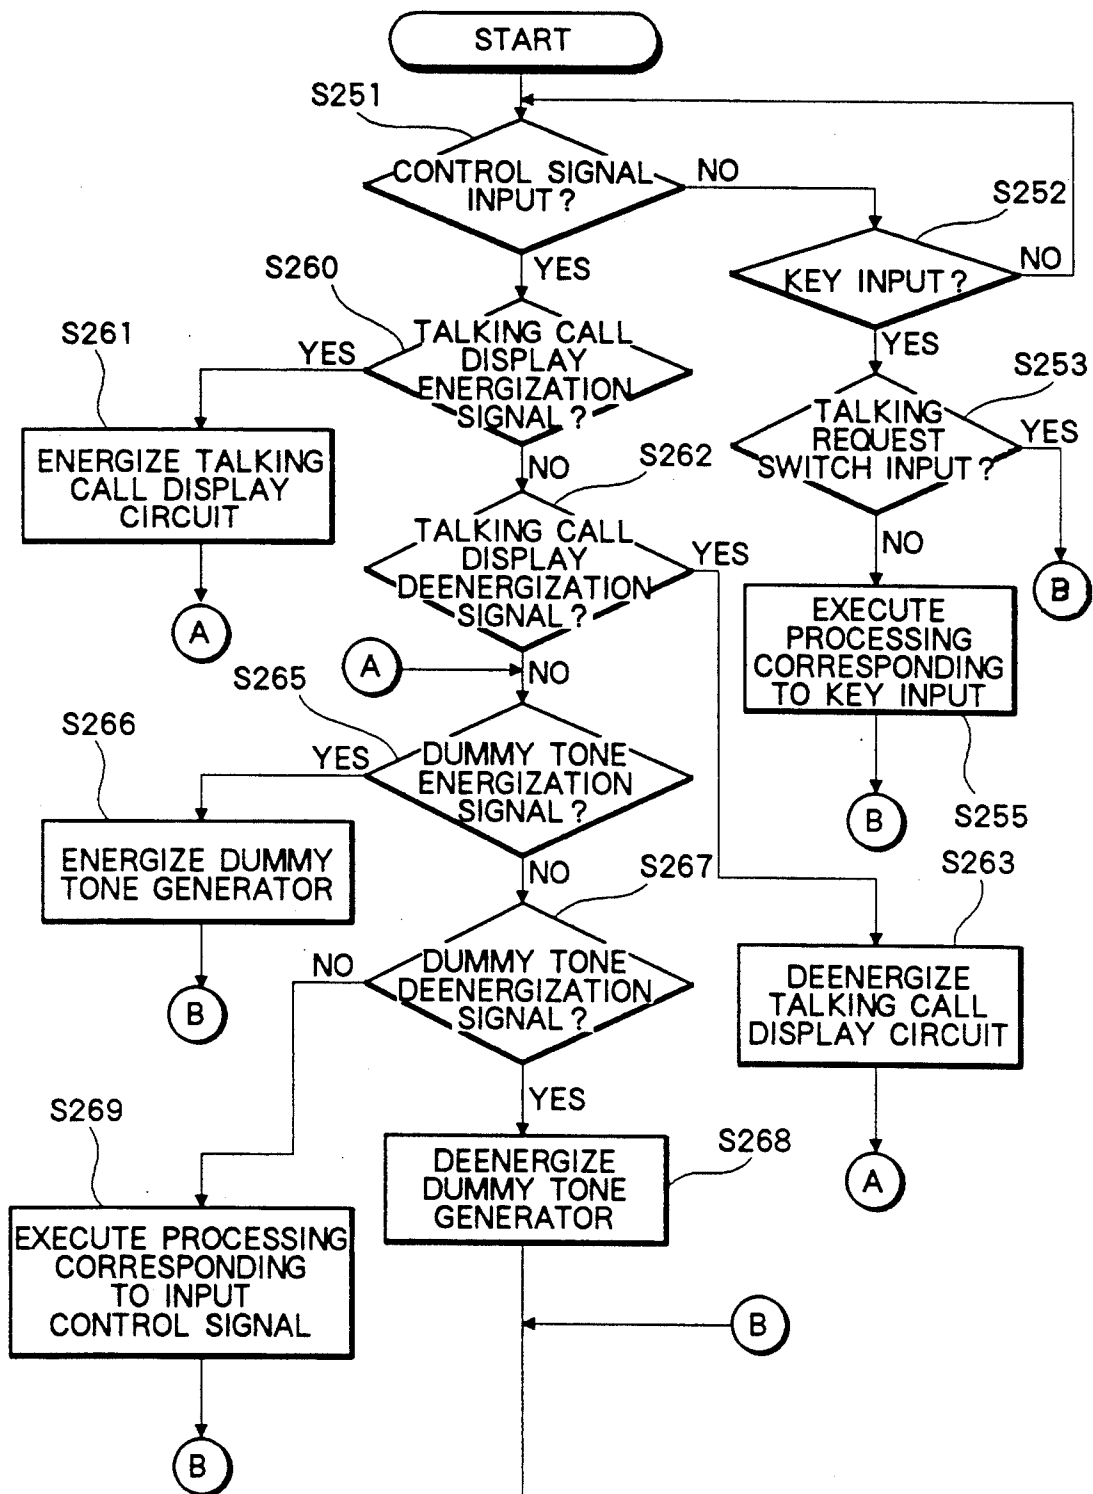 START
S251
CONTROL SIGNAL
INPUT?
NO
S252
YES
KEY INPUT?
NO
S260
TALKING CALL
DISPLAY
ENERGIZATION
SIGNAL?
YES
S261
YES
S253
TALKING
REQUEST
SWITCH INPUT?
YES
ENERGIZE TALKING
CALL DISPLAY
CIRCUIT
NO
S262
TALKING CALL
DISPLAY
DEENERGIZATION
SIGNAL?
YES
NO
B
A
EXECUTE
PROCESSING
CORRESPONDING
TO KEY INPUT
A
NO
S265
S266
YES
DUMMY TONE
ENERGIZATION
SIGNAL?
B
S255
ENERGIZE DUMMY
TONE GENERATOR
NO
S267
S263
NO
DUMMY TONE
DEENERGIZATION
SIGNAL?
B
DEENERGIZE
TALKING CALL
DISPLAY CIRCUIT
YES
S269
S268
DEENERGIZE
DUMMY TONE
GENERATOR
A
EXECUTE PROCESSING
CORRESPONDING
TO INPUT
CONTROL SIGNAL
B
B